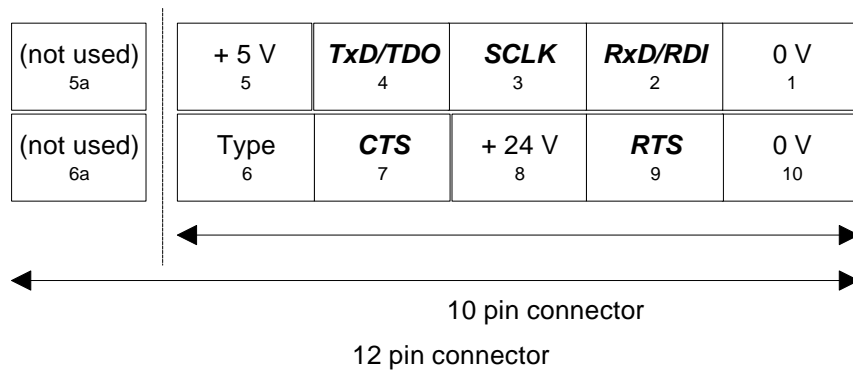 (not used) + 5 V TxD/TDO SCLK RxD/RDI 0 V
5a 5 4 3 2 1
(not used) Type CTS + 24 V RTS 0 V
6a 6 7 8 9 10
10 pin connector
12 pin connector